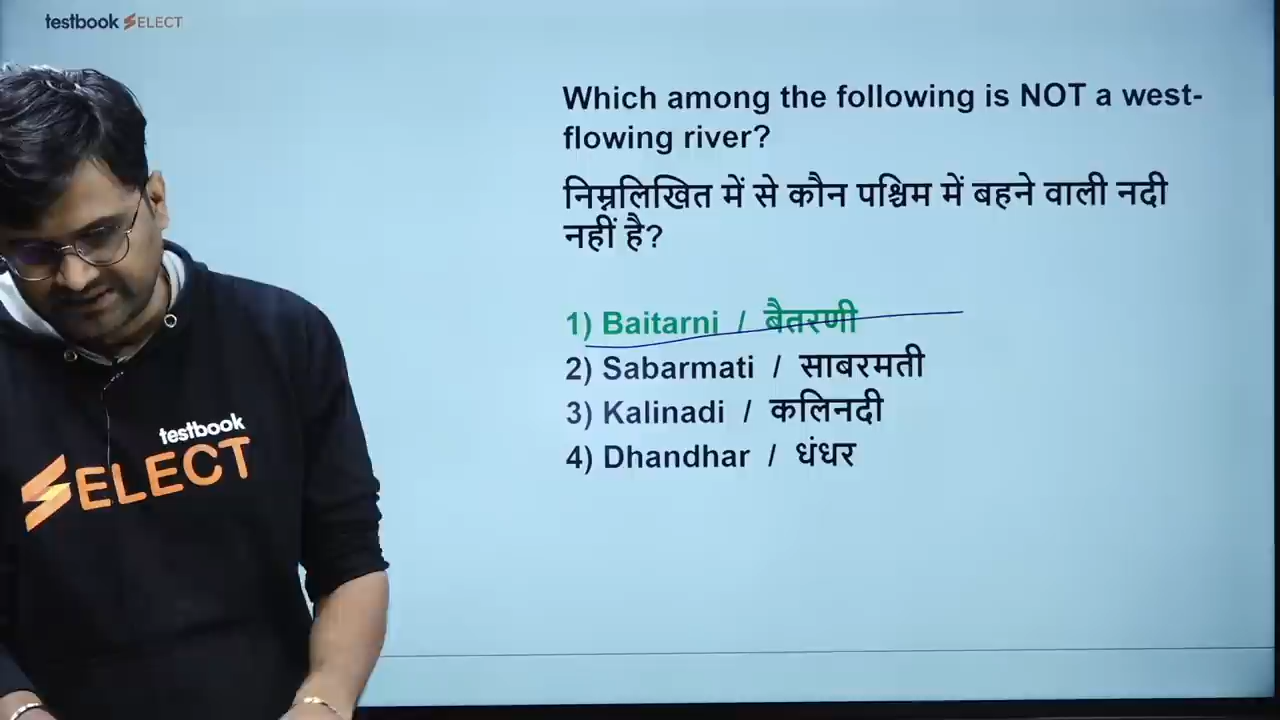 testbook SELECT
Which among the following is NOT a west-
flowing river?
निम्नलिखित में से कौन पश्चिम में बहने वाली नदी
नहीं है?
1) Baitarni / बैतरणी
2) Sabarmati / साबरमती
3) Kalinadi / कलिनदी
4) Dhandhar / धंधर
testbook
SELECT